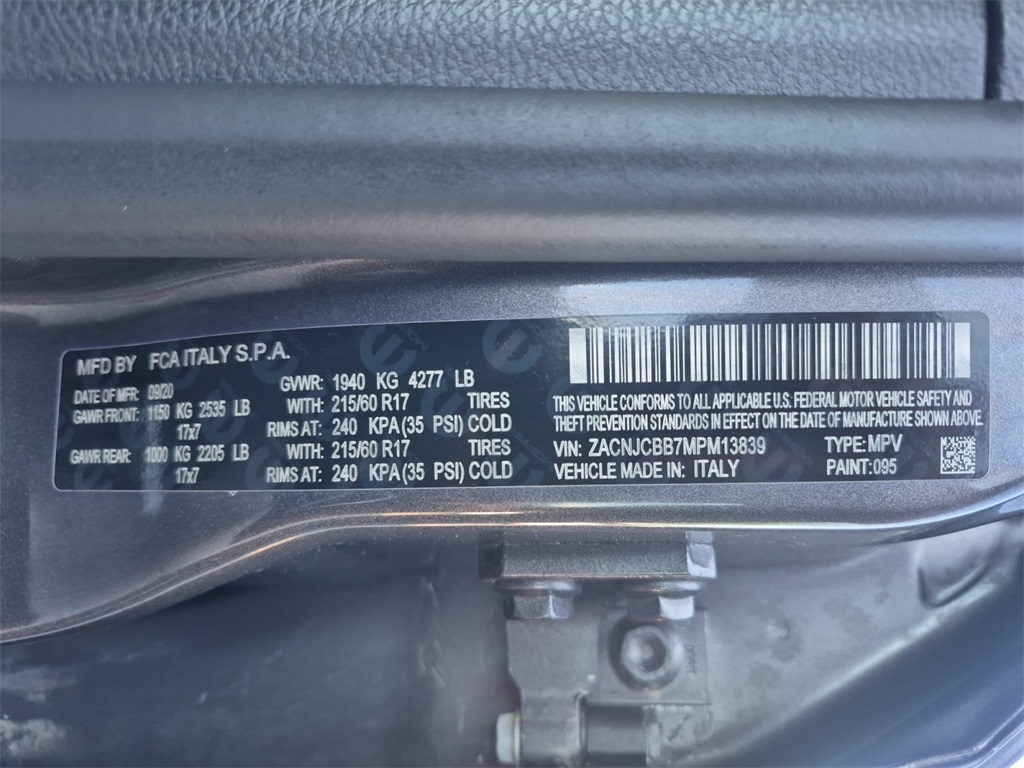 MFD BY FCA ITALY S.P.A.
DATE OF MFR: 09/20 GVWR: 1940 KG 4277 LB
GAWR FRONT: 1150 KG 2535 LB WITH: 215/60 R17 TIRES
17x7 RIMS AT: 240 KPA(35 PSI) COLD
GAWR REAR: 1000 KG 2205 LB WITH: 215/60 R17 TIRES
17x7 RIMS AT: 240 KPA(35 PSI) COLD
THIS VEHICLE CONFORMS TO ALL APPLICABLE U.S. FEDERAL MOTOR VEHICLE SAFETY AND
THEFT PREVENTION STANDARDS IN EFFECT ON THE DATE OF MANUFACTURE SHOWN ABOVE.
VIN: ZACNJCBB7MPM13839 TYPE: MPV
VEHICLE MADE IN: ITALY PAINT: 095